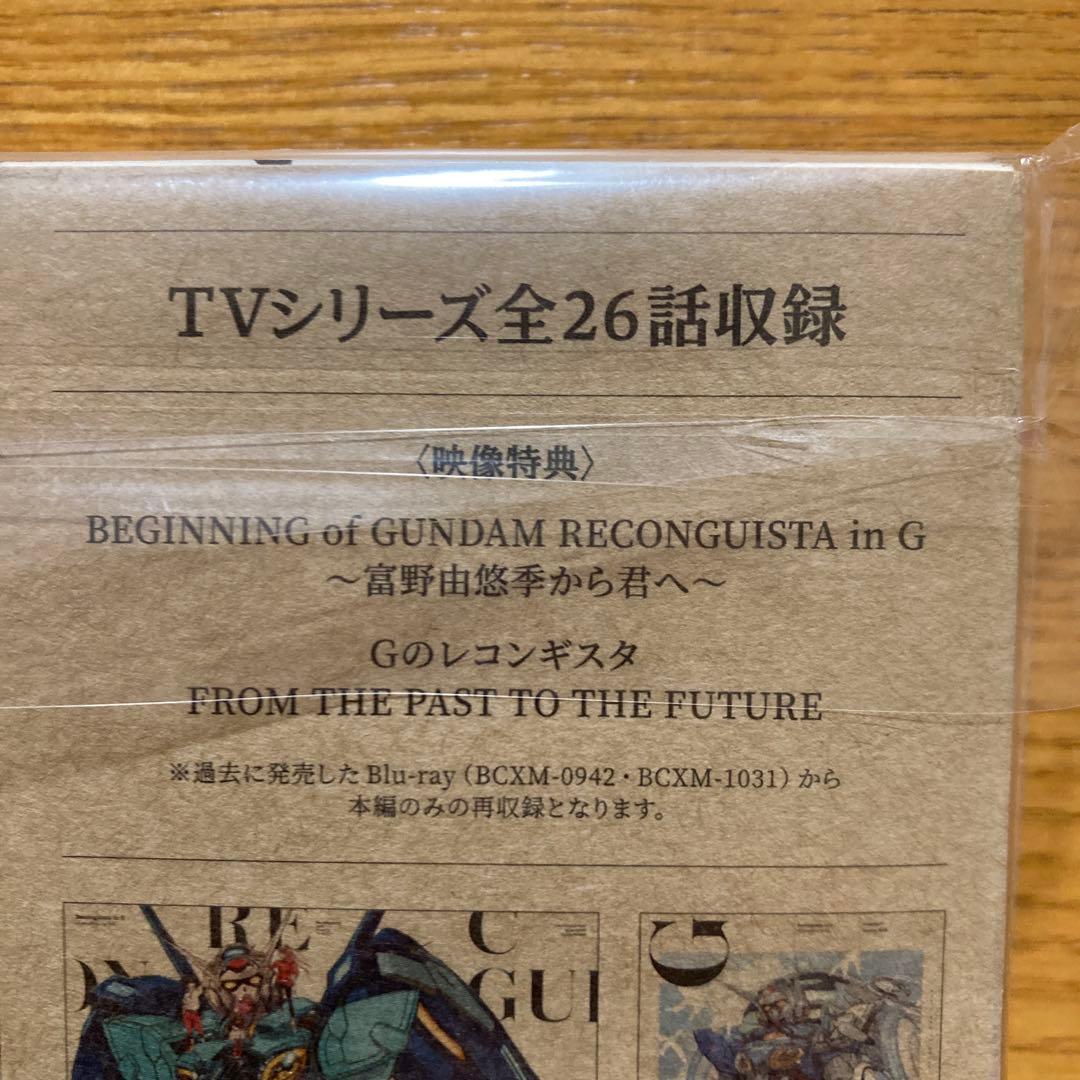 TVシリーズ全26話収録
〈映像特典〉
BEGINNING of GUNDAM RECONGUISTA in G
～富野由悠季から君へ～
Gのレコンギスタ
FROM THE PAST TO THE FUTURE
※過去に発売したBlu-ray（BCXM-0942・BCXM-1031）から
本編のみの再収録となります。
RE C
GUI
G